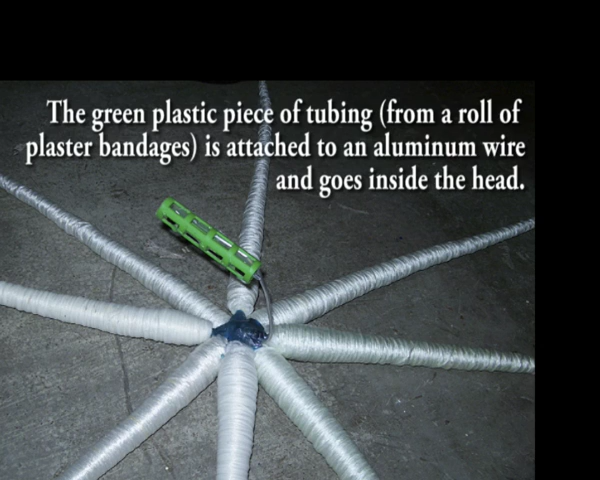 The green plastic piece of tubing (from a roll of
plaster bandages) is attached to an aluminum wire
and goes inside the head.